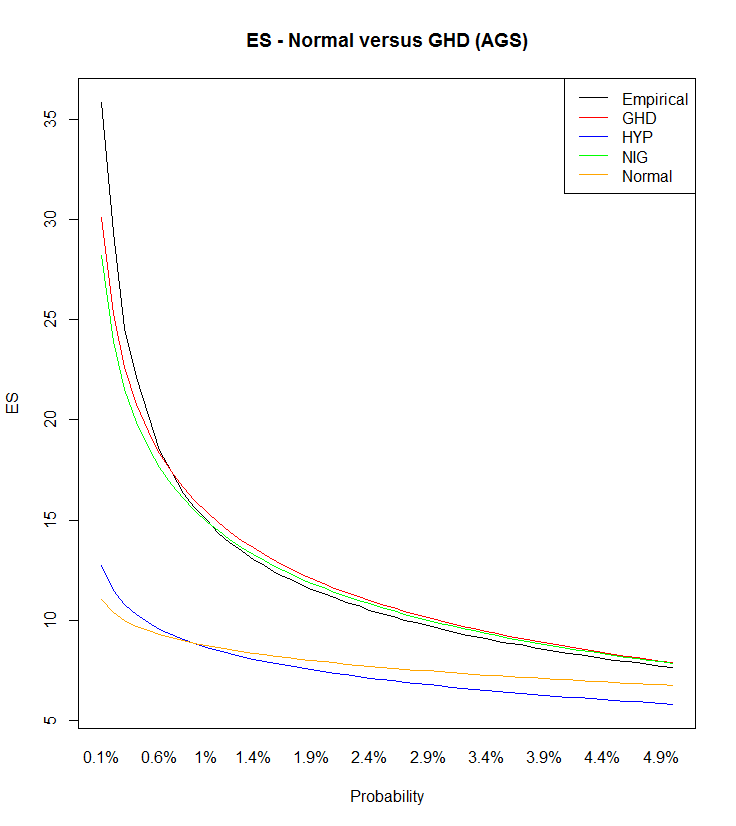 ES - Normal versus GHD (AGS)
Empirical
GHD
HYP
NIG
Normal
35
30
25
20
15
10
5
ES
0.1% 0.6% 1% 1.4% 1.9% 2.4% 2.9% 3.4% 3.9% 4.4% 4.9%
Probability